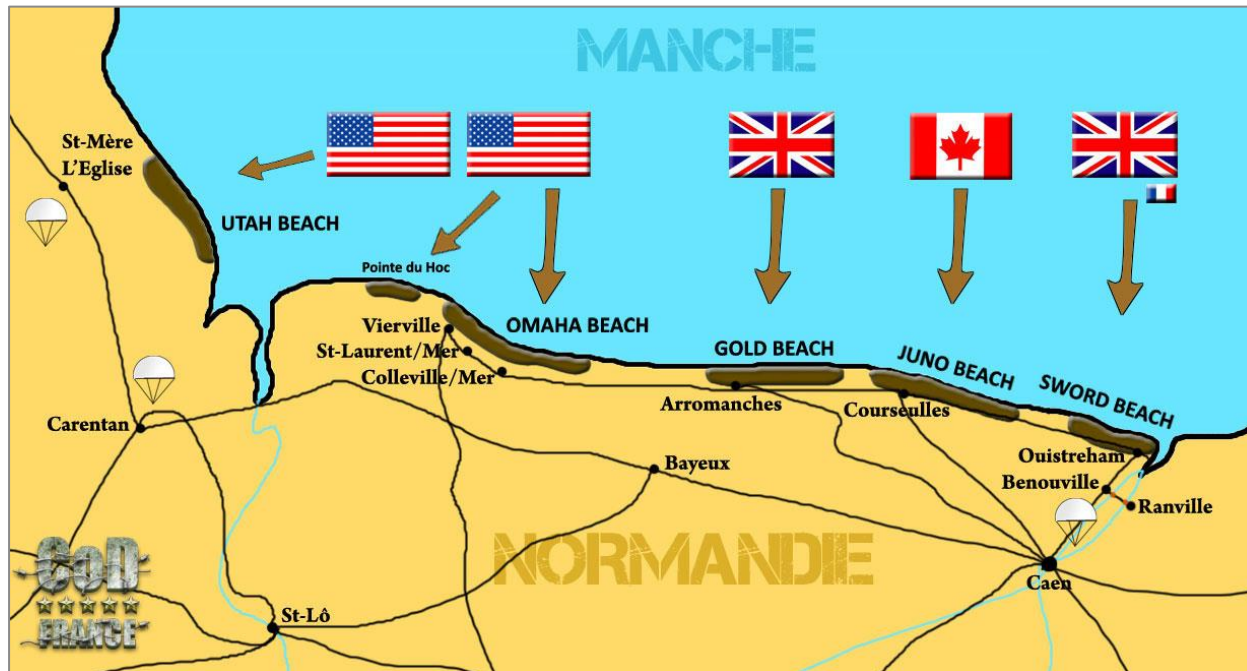 MANCHE
St-Mère
L'Eglise
UTAH BEACH
Pointe du Hoc
Vierville
OMAHA BEACH
St-Laurent/Mer
GOLD BEACH
JUNO BEACH
Colleville/Mer
SWORD BEACH
Arromanches
Courseulles
Carentan
Ouistreham
Bayeux
Benouville
Ranville
NORMANDIE
Caen
CoD
FRANCE
St-Lô